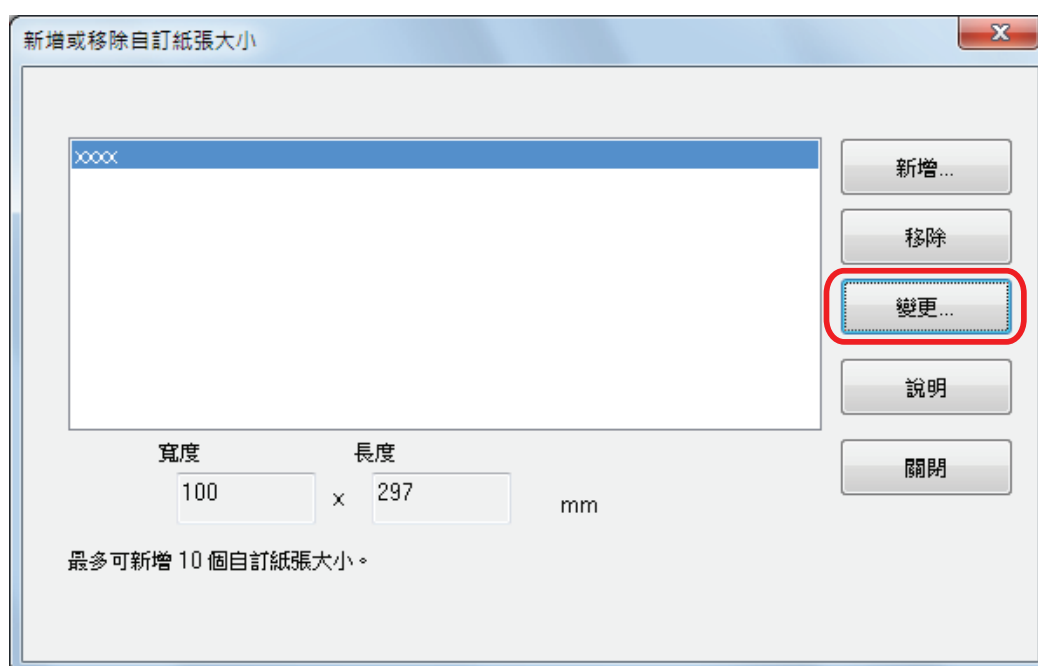 新增或移除自訂紙張大小
xxxx
新增...
移除
變更...
說明
關閉
寬度
長度
100
x
297
mm
最多可新增 10 個自訂紙張大小。